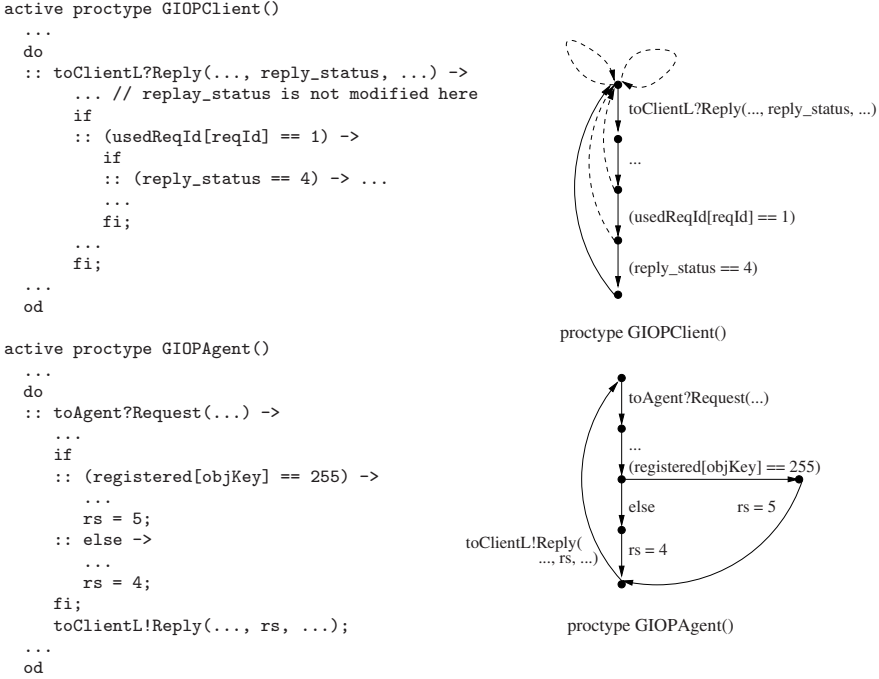 active proctype GIOPClient()
...
do
:: toClientL?Reply(..., reply_status, ...) ->
... // replay_status is not modified here
if
:: (usedReqId[reqId] == 1) ->
if
:: (reply_status == 4) -> ...
...
fi;
...
fi;
...
od
toClientL?Reply(..., reply_status, ...)
...
(usedReqId[reqId] == 1)
(reply_status == 4)
proctype GIOPClient()
active proctype GIOPAgent()
...
do
:: toAgent?Request(...) ->
...
if
:: (registered[objKey] == 255) ->
...
rs = 5;
:: else ->
...
rs = 4;
fi;
toClientL!Reply(..., rs, ...);
...
od
toAgent?Request(...)
...
(registered[objKey] == 255)
else
rs = 5
toClientL!Reply(
..., rs, ...)
rs = 4
proctype GIOPAgent()